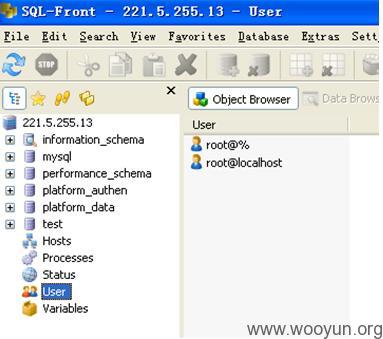 SQL-Front - 221.5.255.13 - User
File Edit Search View Favorites Database Extras
STOP
Object Browser Data Brows
221.5.255.13
information_schema
mysql
performance_schema
platform_authen
platform_data
test
Hosts
Processes
Status
User
Variables
User
root@%
root@localhost
www.wooyun.org